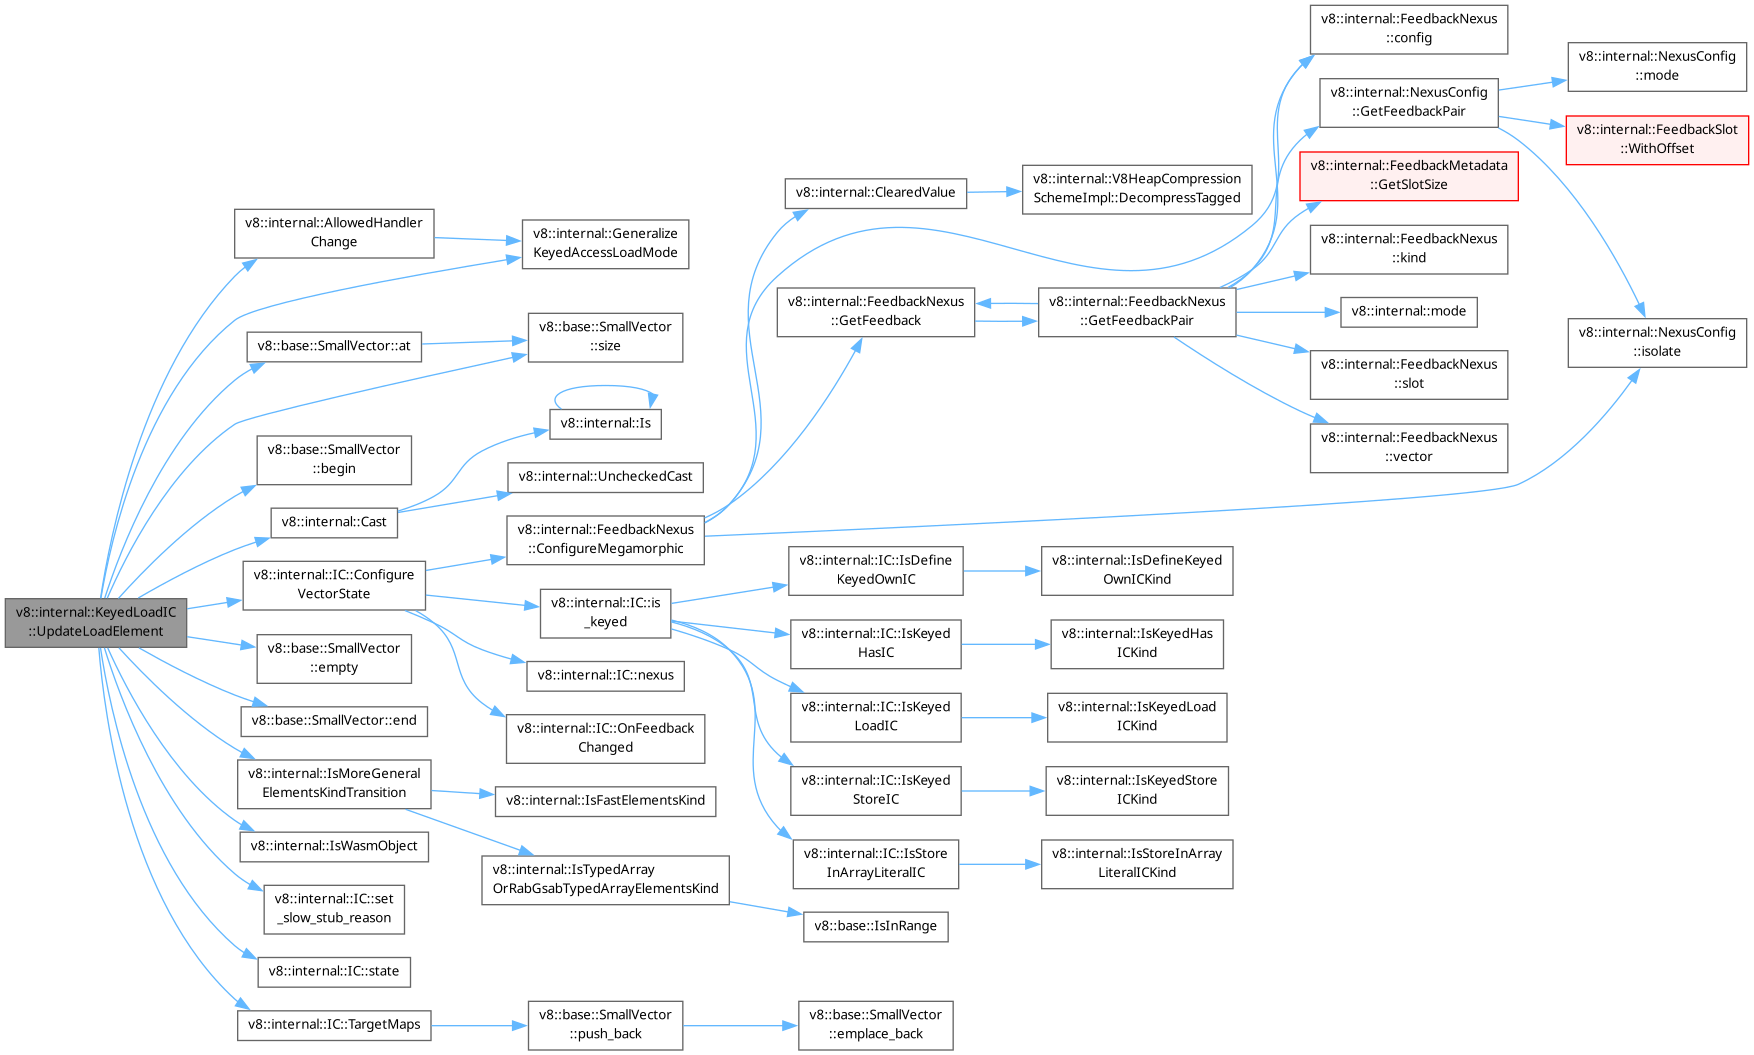 v8::internal::KeyedLoadIC
::UpdateLoadElement
v8::internal::AllowedHandler
Change
v8::internal::Generalize
KeyedAccessLoadMode
v8::base::SmallVector::at
v8::base::SmallVector
::size
v8::base::SmallVector
::begin
v8::internal::Cast
v8::internal::Is
v8::internal::UncheckedCast
v8::internal::IC::Configure
VectorState
v8::internal::FeedbackNexus
::ConfigureMegamorphic
v8::internal::ClearedValue
v8::internal::V8HeapCompression
SchemeImpl::DecompressTagged
v8::internal::FeedbackNexus
::GetFeedback
v8::internal::FeedbackNexus
::GetFeedbackPair
v8::internal::FeedbackNexus
::config
v8::internal::NexusConfig
::GetFeedbackPair
v8::internal::NexusConfig
::mode
v8::internal::FeedbackSlot
::WithOffset
v8::internal::FeedbackMetadata
::GetSlotSize
v8::internal::FeedbackNexus
::kind
v8::internal::mode
v8::internal::FeedbackNexus
::slot
v8::internal::FeedbackNexus
::vector
v8::internal::NexusConfig
::isolate
v8::internal::IC::is
_keyed
v8::internal::IC::IsDefine
KeyedOwnIC
v8::internal::IsDefineKeyed
OwnICKind
v8::internal::IC::IsKeyed
HasIC
v8::internal::IsKeyedHas
ICKind
v8::internal::IC::IsKeyed
LoadIC
v8::internal::IsKeyedLoad
ICKind
v8::internal::IC::IsKeyed
StoreIC
v8::internal::IsKeyedStore
ICKind
v8::internal::IC::IsStore
InArrayLiteralIC
v8::internal::IsStoreInArray
LiteralICKind
v8::internal::IC::nexus
v8::internal::IC::OnFeedback
Changed
v8::base::SmallVector
::empty
v8::base::SmallVector::end
v8::internal::IsMoreGeneral
ElementsKindTransition
v8::internal::IsFastElementsKind
v8::internal::IsTypedArray
OrRabGsabTypedArrayElementsKind
v8::base::IsInRange
v8::internal::IsWasmObject
v8::internal::IC::set
_slow_stub_reason
v8::internal::IC::state
v8::internal::IC::TargetMaps
v8::base::SmallVector
::push_back
v8::base::SmallVector
::emplace_back